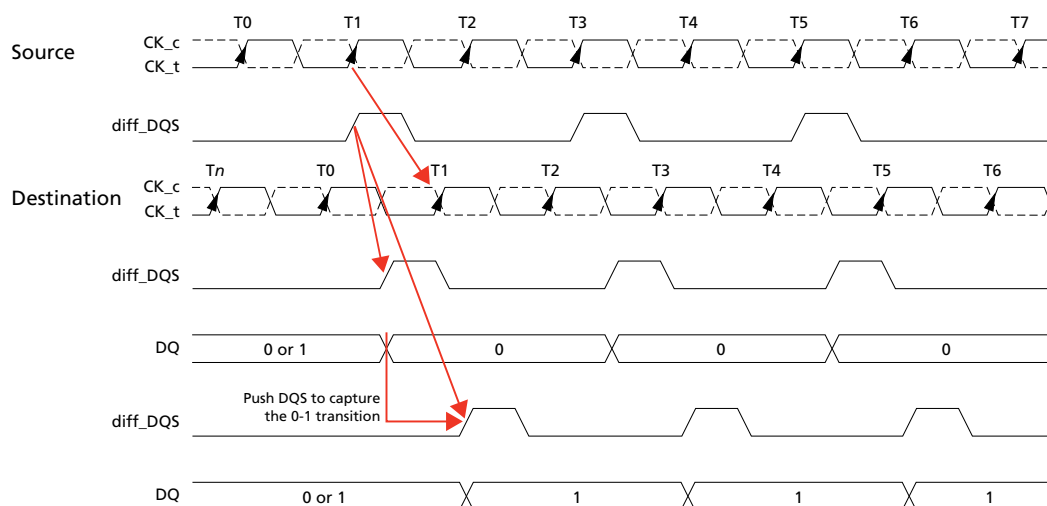 T0 T1 T2 T3 T4 T5 T6 T7
Source
CK_c
CK_t
diff_DQS
Tn T0 T1 T2 T3 T4 T5 T6
Destination
CK_c
CK_t
diff_DQS
DQ 0 or 1 0 0 0
Push DQS to capture
the 0-1 transition
diff_DQS
DQ 0 or 1 1 1 1